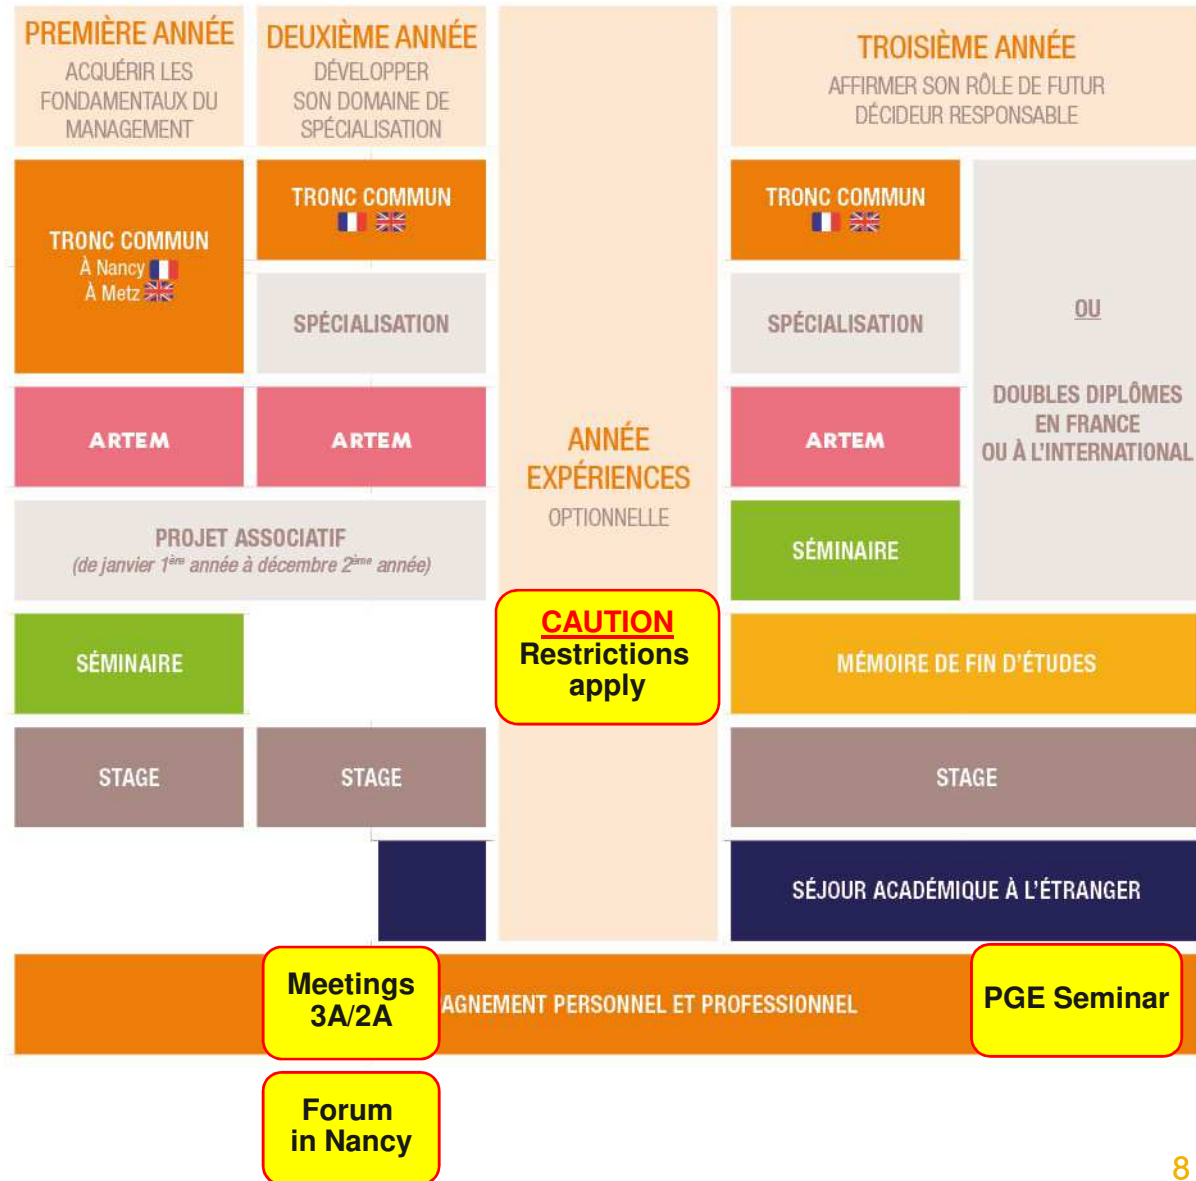 PREMIÈRE ANNÉE
ACQUÉRIR LES
FONDAMENTAUX DU
MANAGEMENT
DEUXIÈME ANNÉE
DÉVELOPPER
SON DOMAINE DE
SPÉCIALISATION
TROISIÈME ANNÉE
AFFIRMER SON RÔLE DE FUTUR
DÉCIDEUR RESPONSABLE
TRONC COMMUN
À Nancy
À Metz
TRONC COMMUN
SPÉCIALISATION
TRONC COMMUN
SPÉCIALISATION
OU
DOUBLES DIPLÔMES
EN FRANCE
OU À L'INTERNATIONAL
ARTEM
ARTEM
ANNÉE
EXPÉRIENCES
OPTIONNELLE
ARTEM
PROJET ASSOCIATIF
(de janvier 1ère année à décembre 2ème année)
SÉMINAIRE
CAUTION
Restrictions
apply
SÉMINAIRE
MÉMOIRE DE FIN D'ÉTUDES
STAGE
STAGE
STAGE
SÉJOUR ACADÉMIQUE À L'ÉTRANGER
Meetings
3A/2A
AGNEMENT PERSONNEL ET PROFESSIONNEL
PGE Seminar
Forum
in Nancy
8